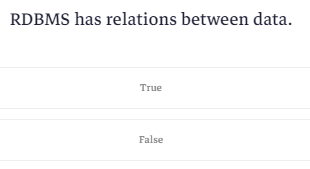 RDBMS has relations between data.
True
False